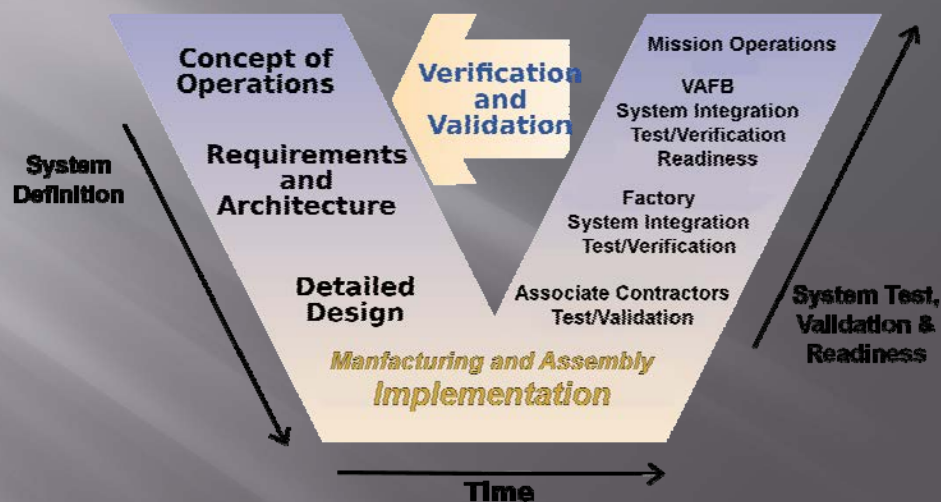 System
Definition
Concept of
Operations
Requirements
and
Architecture
Detailed
Design
Manfacturing and Assembly
Implementation
Verification
and
Validation
Mission Operations
VAFB
System Integration
Test/Verification
Readiness
Factory
System Integration
Test/Verification
Associate Contractors
Test/Validation
System Test,
Validation &
Readiness
Time